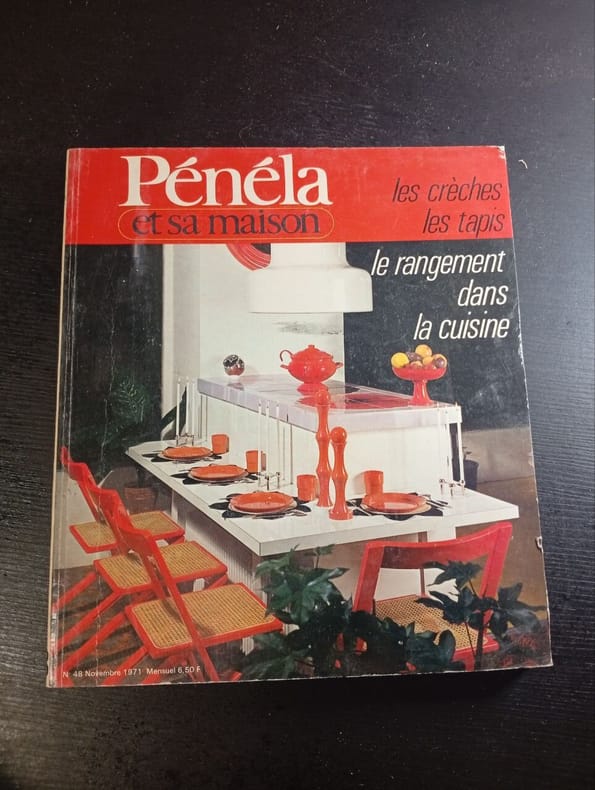 Pénéla
et sa maison
les crèches
les tapis
le rangement
dans
la cuisine
N° 48 Novembre 1971 Mensuel 6,50 F